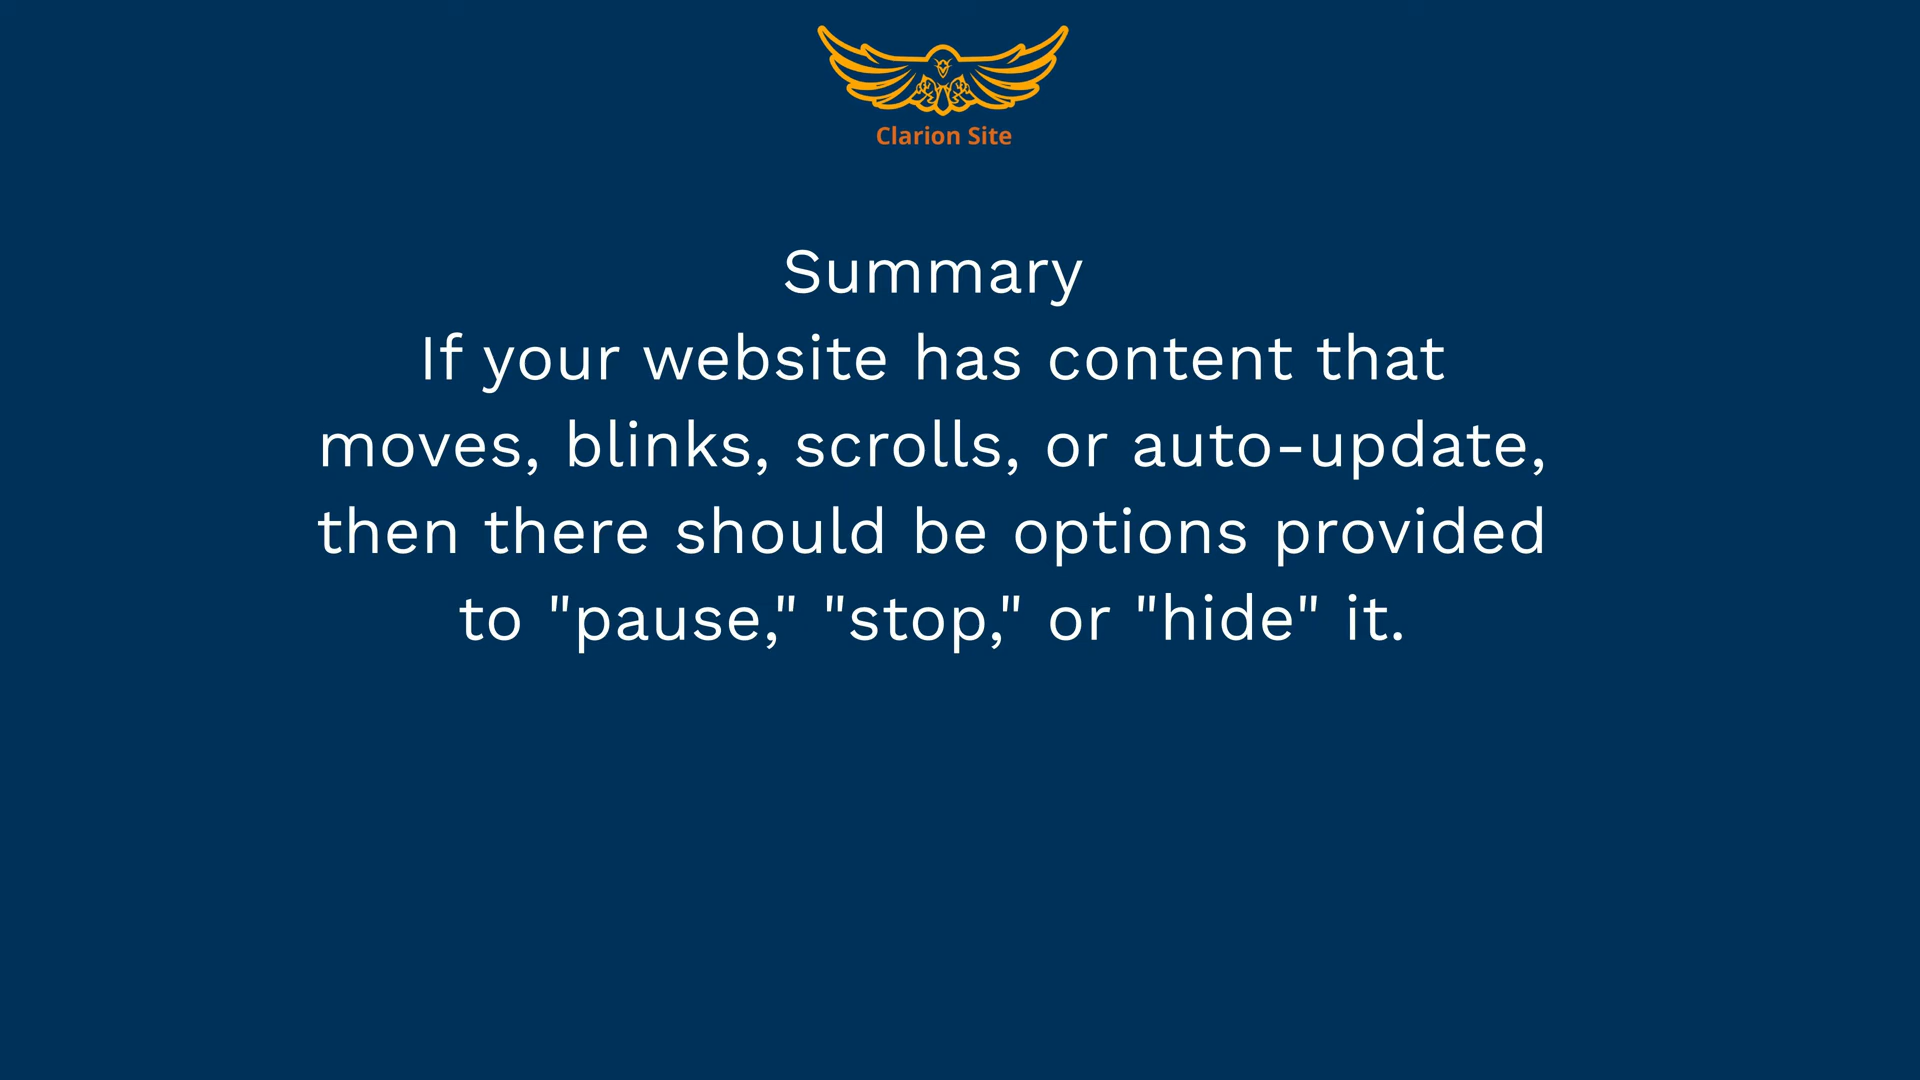 Clarion Site
Summary
If your website has content that
moves, blinks, scrolls, or auto-update,
then there should be options provided
to "pause," "stop," or "hide" it.